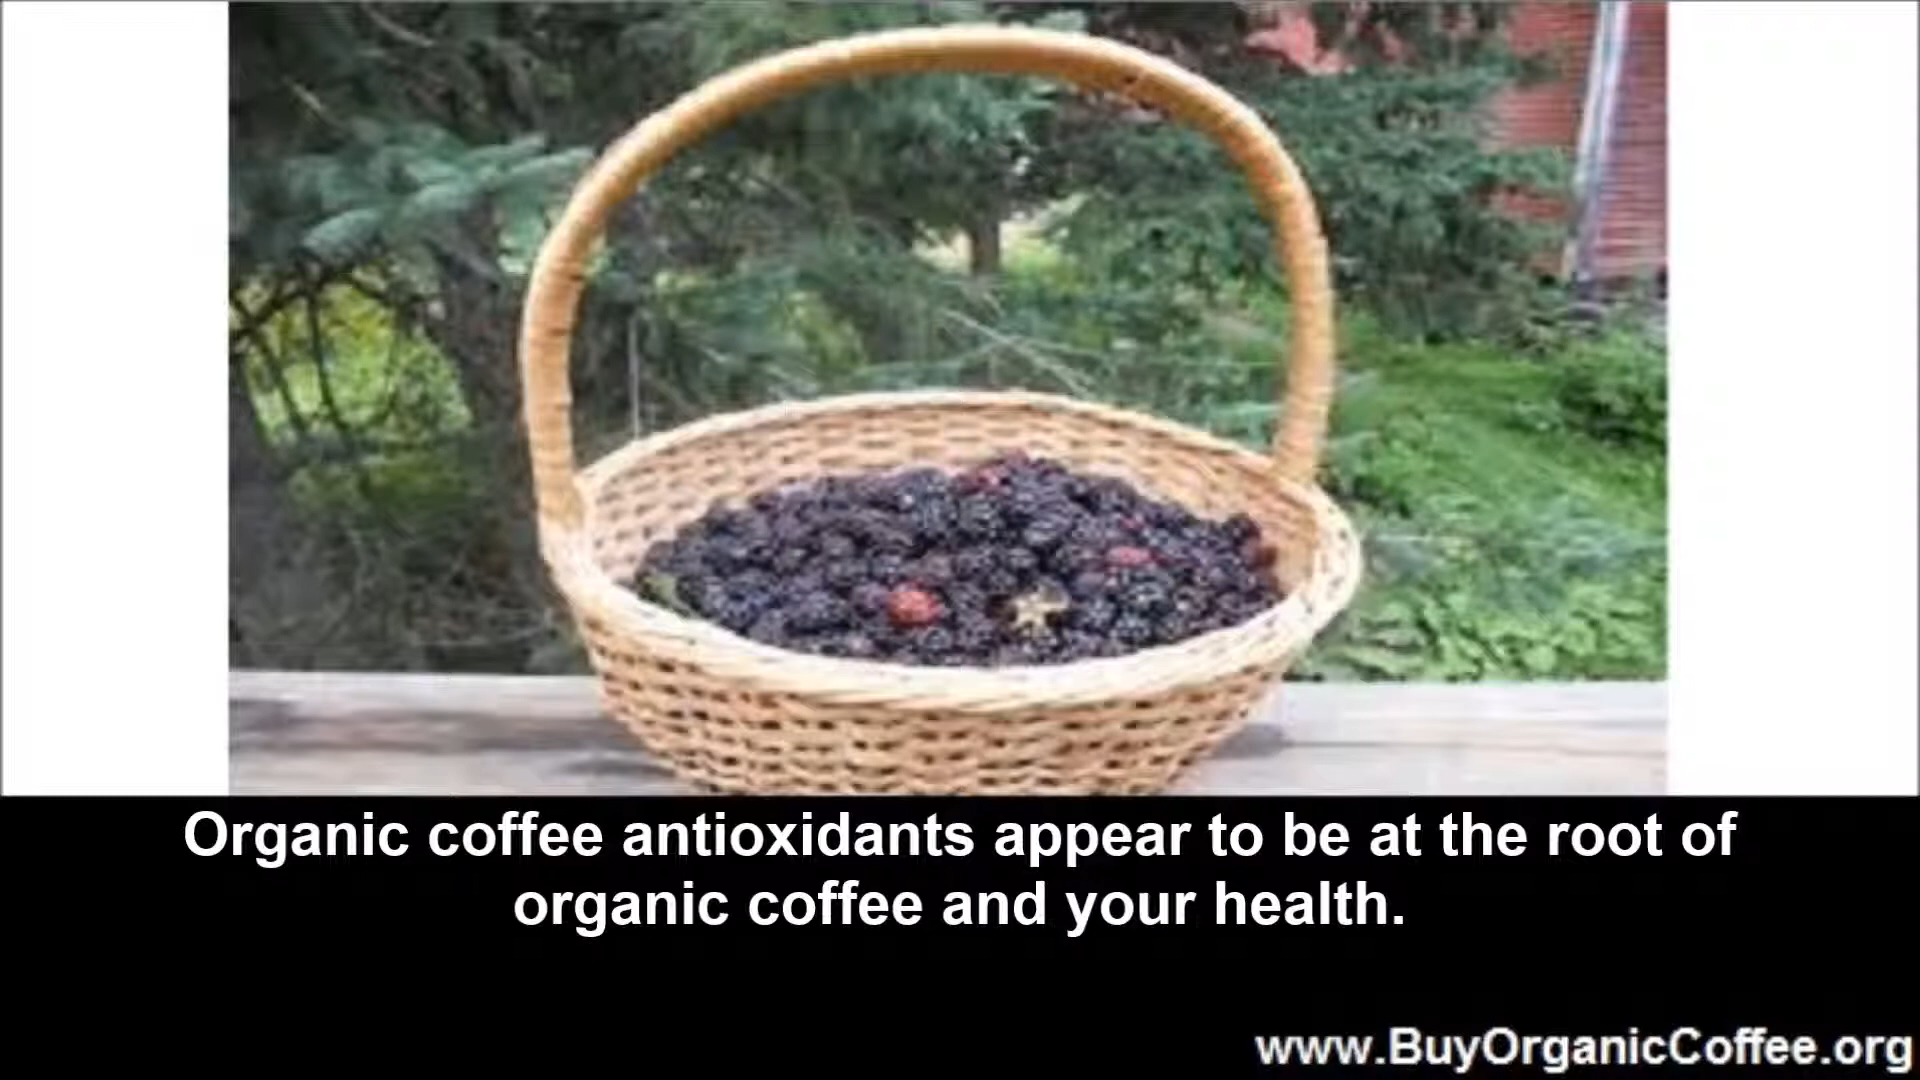 Organic coffee antioxidants appear to be at the root of
organic coffee and your health.
www.BuyOrganicCoffee.org